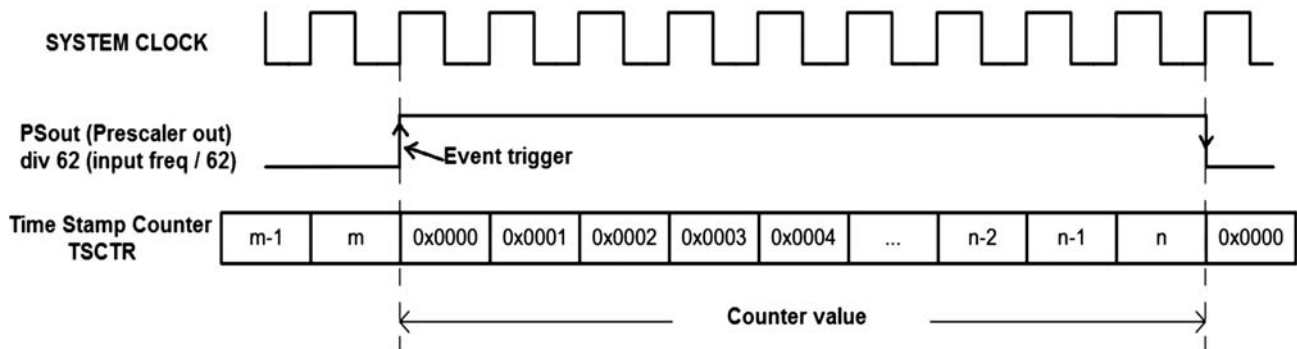 SYSTEM CLOCK
PSout (Prescaler out)
div 62 (input freq / 62)
Event trigger
Time Stamp Counter
TSCTR
m-1 m 0x0000 0x0001 0x0002 0x0003 0x0004 ... n-2 n-1 n 0x0000
Counter value